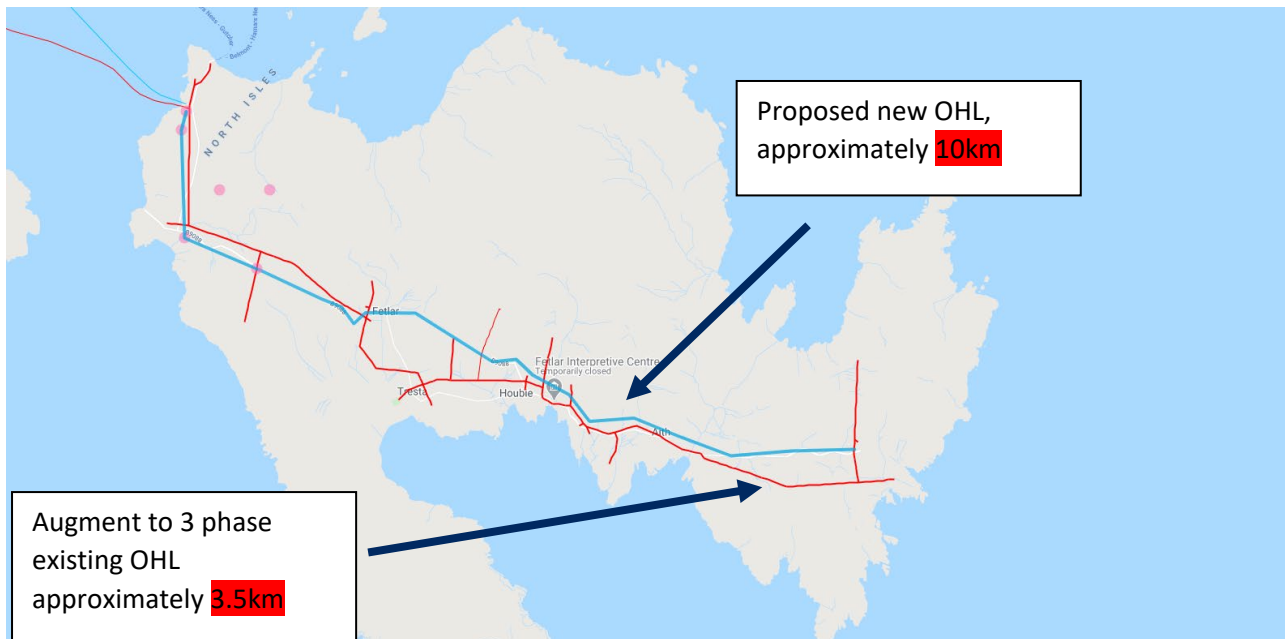 NORTH ISLES
Proposed new OHL,
approximately 10km
Fetlar
Fetlar Interpretive Centre
Temporarily closed
Tresta
Houbie
Aith
Augment to 3 phase
existing OHL
approximately 3.5km